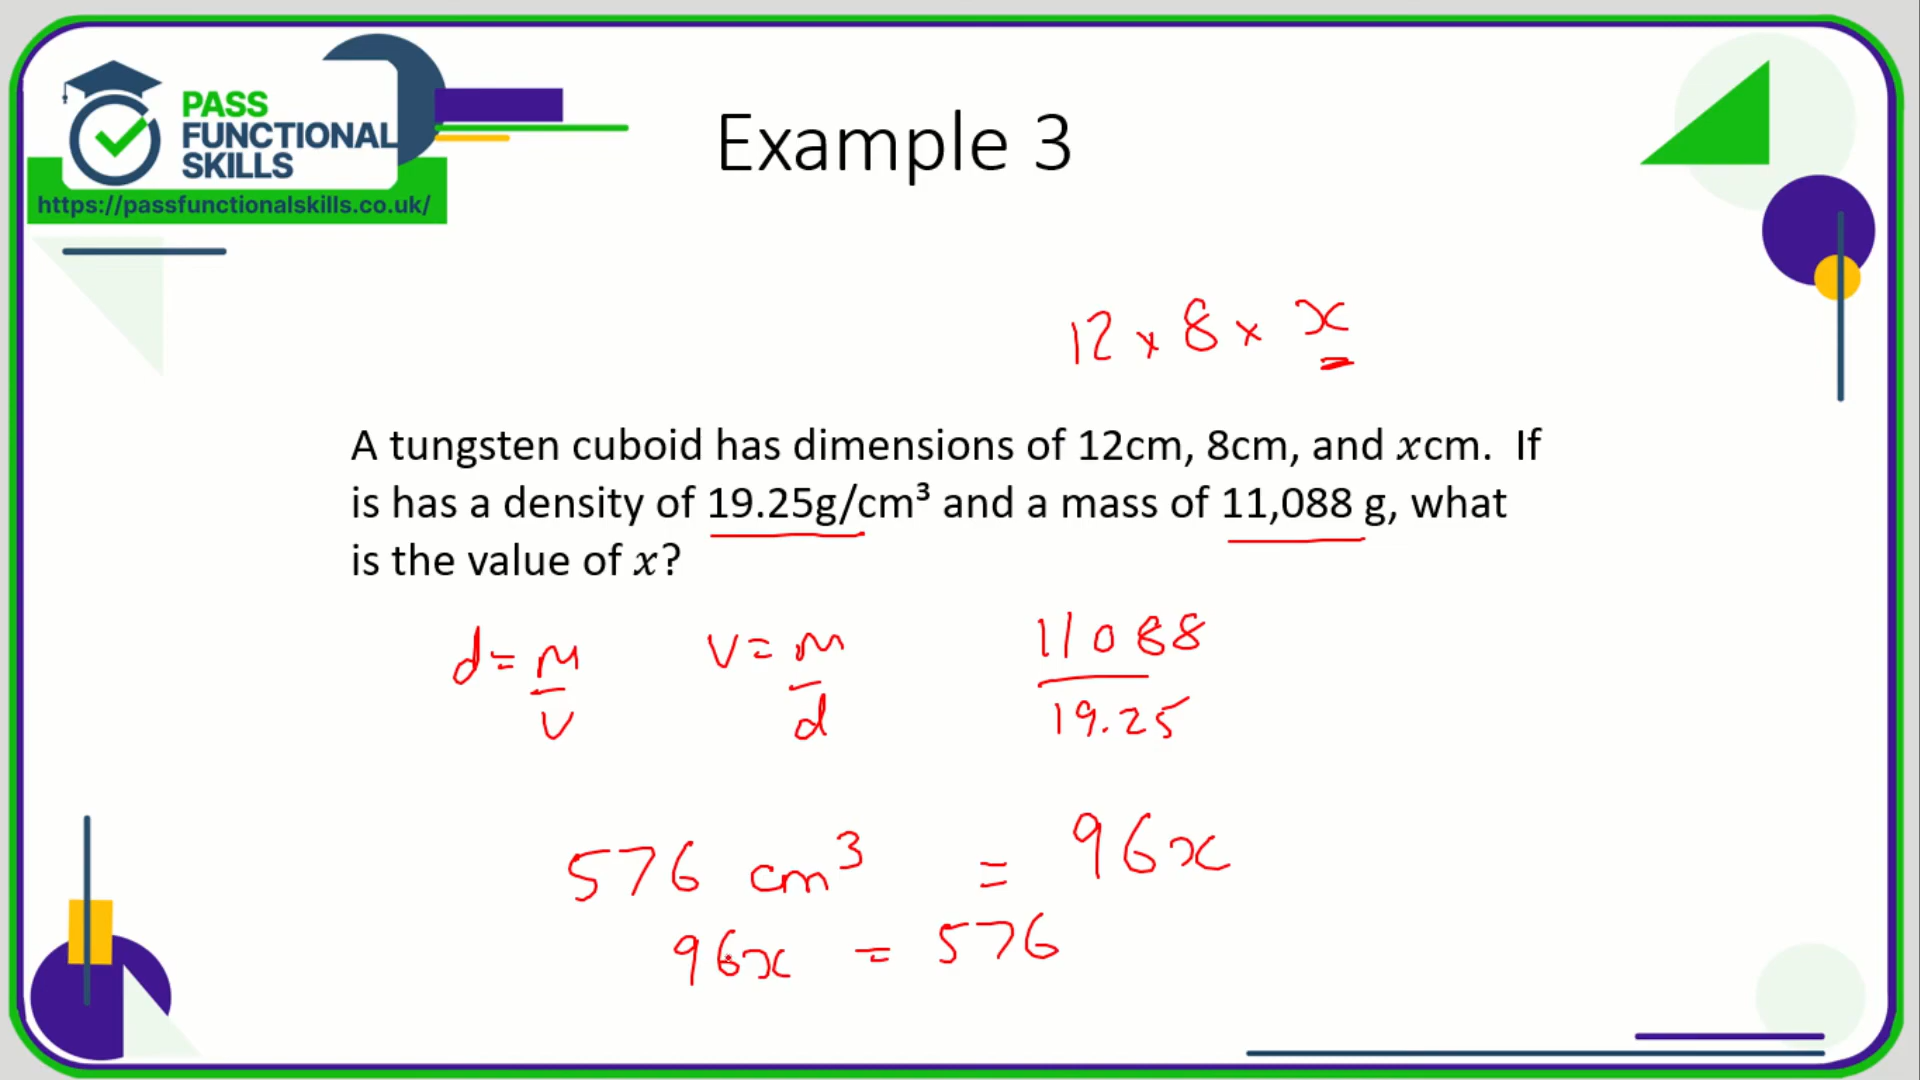 PASS
FUNCTIONAL
SKILLS
https://passfunctionalskills.co.uk/
Example 3
12 × 8 × x
A tungsten cuboid has dimensions of 12cm, 8cm, and xcm. If
is has a density of 19.25g/cm³ and a mass of 11,088 g, what
is the value of x?
d = m/v v = m/d 11088/19.25
576 cm³ = 96x
96x = 576